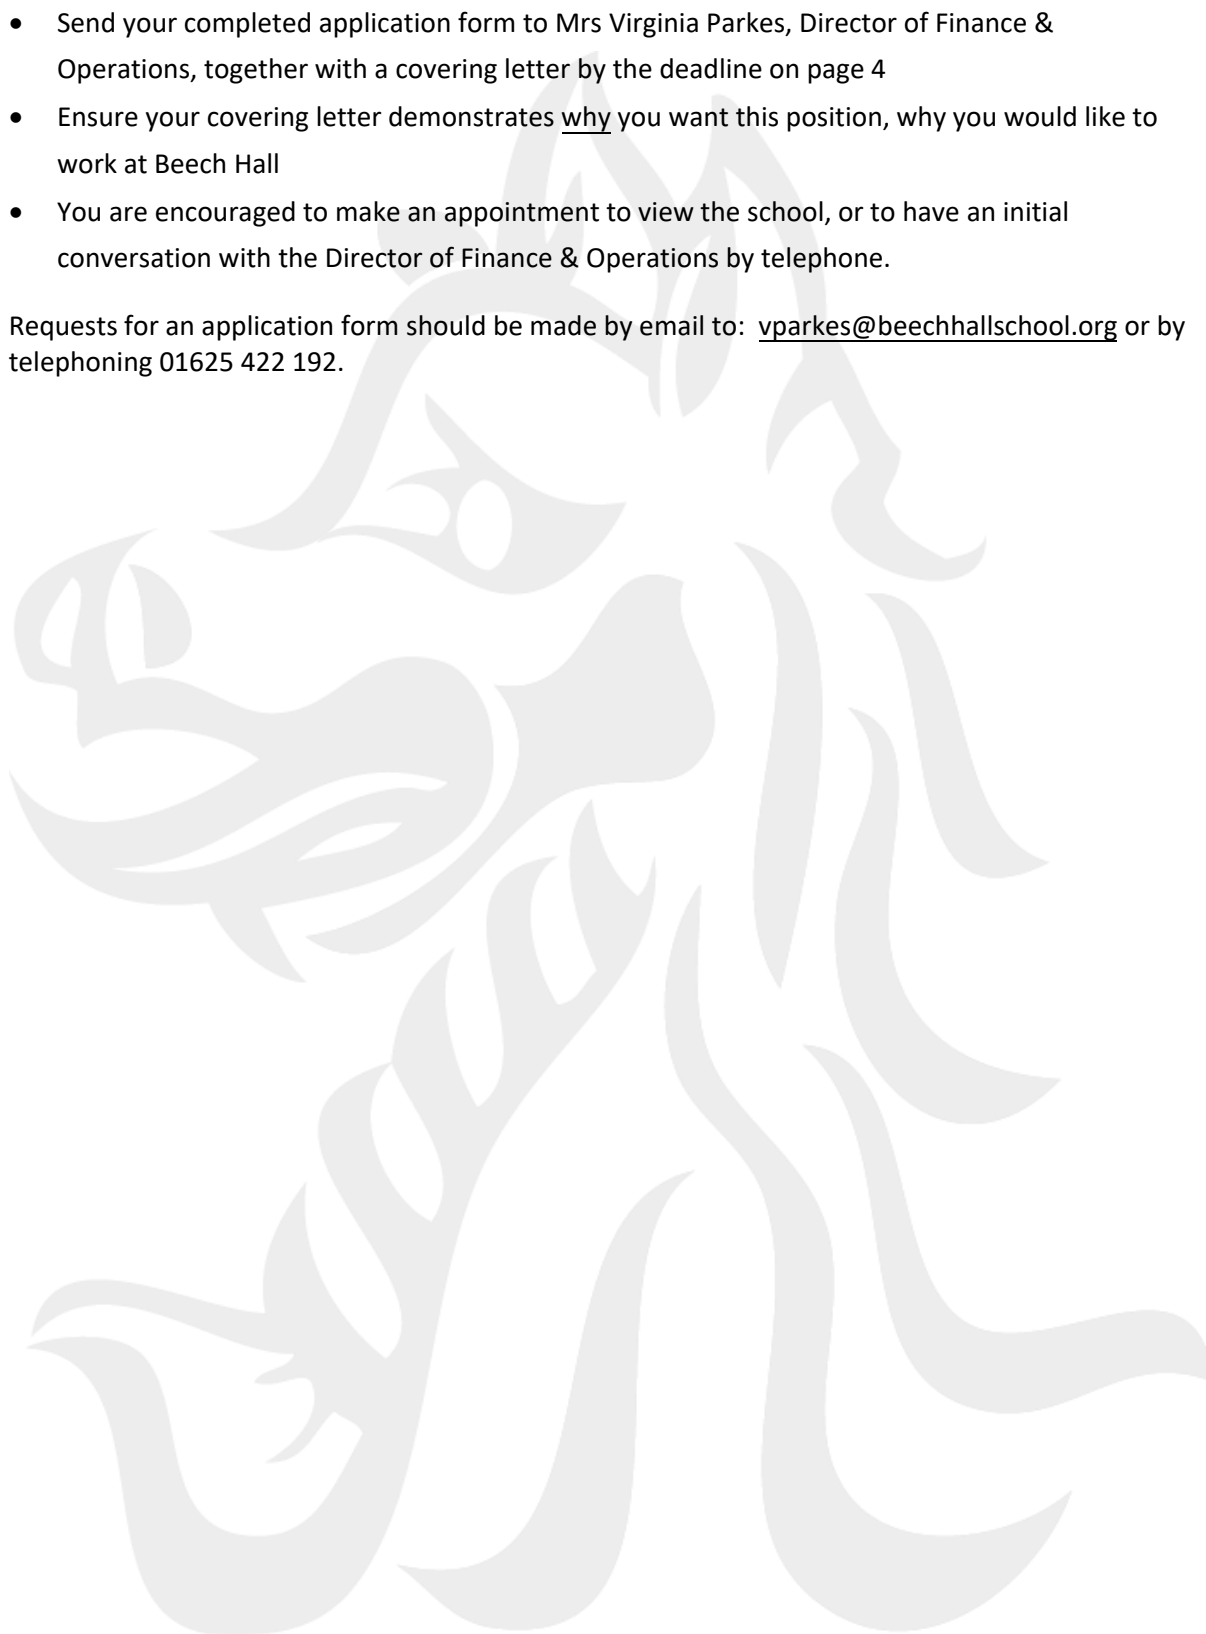 • Send your completed application form to Mrs Virginia Parkes, Director of Finance &
Operations, together with a covering letter by the deadline on page 4
• Ensure your covering letter demonstrates why you want this position, why you would like to
work at Beech Hall
• You are encouraged to make an appointment to view the school, or to have an initial
conversation with the Director of Finance & Operations by telephone.
Requests for an application form should be made by email to:  vparkes@beechhallschool.org or by
telephoning 01625 422 192.